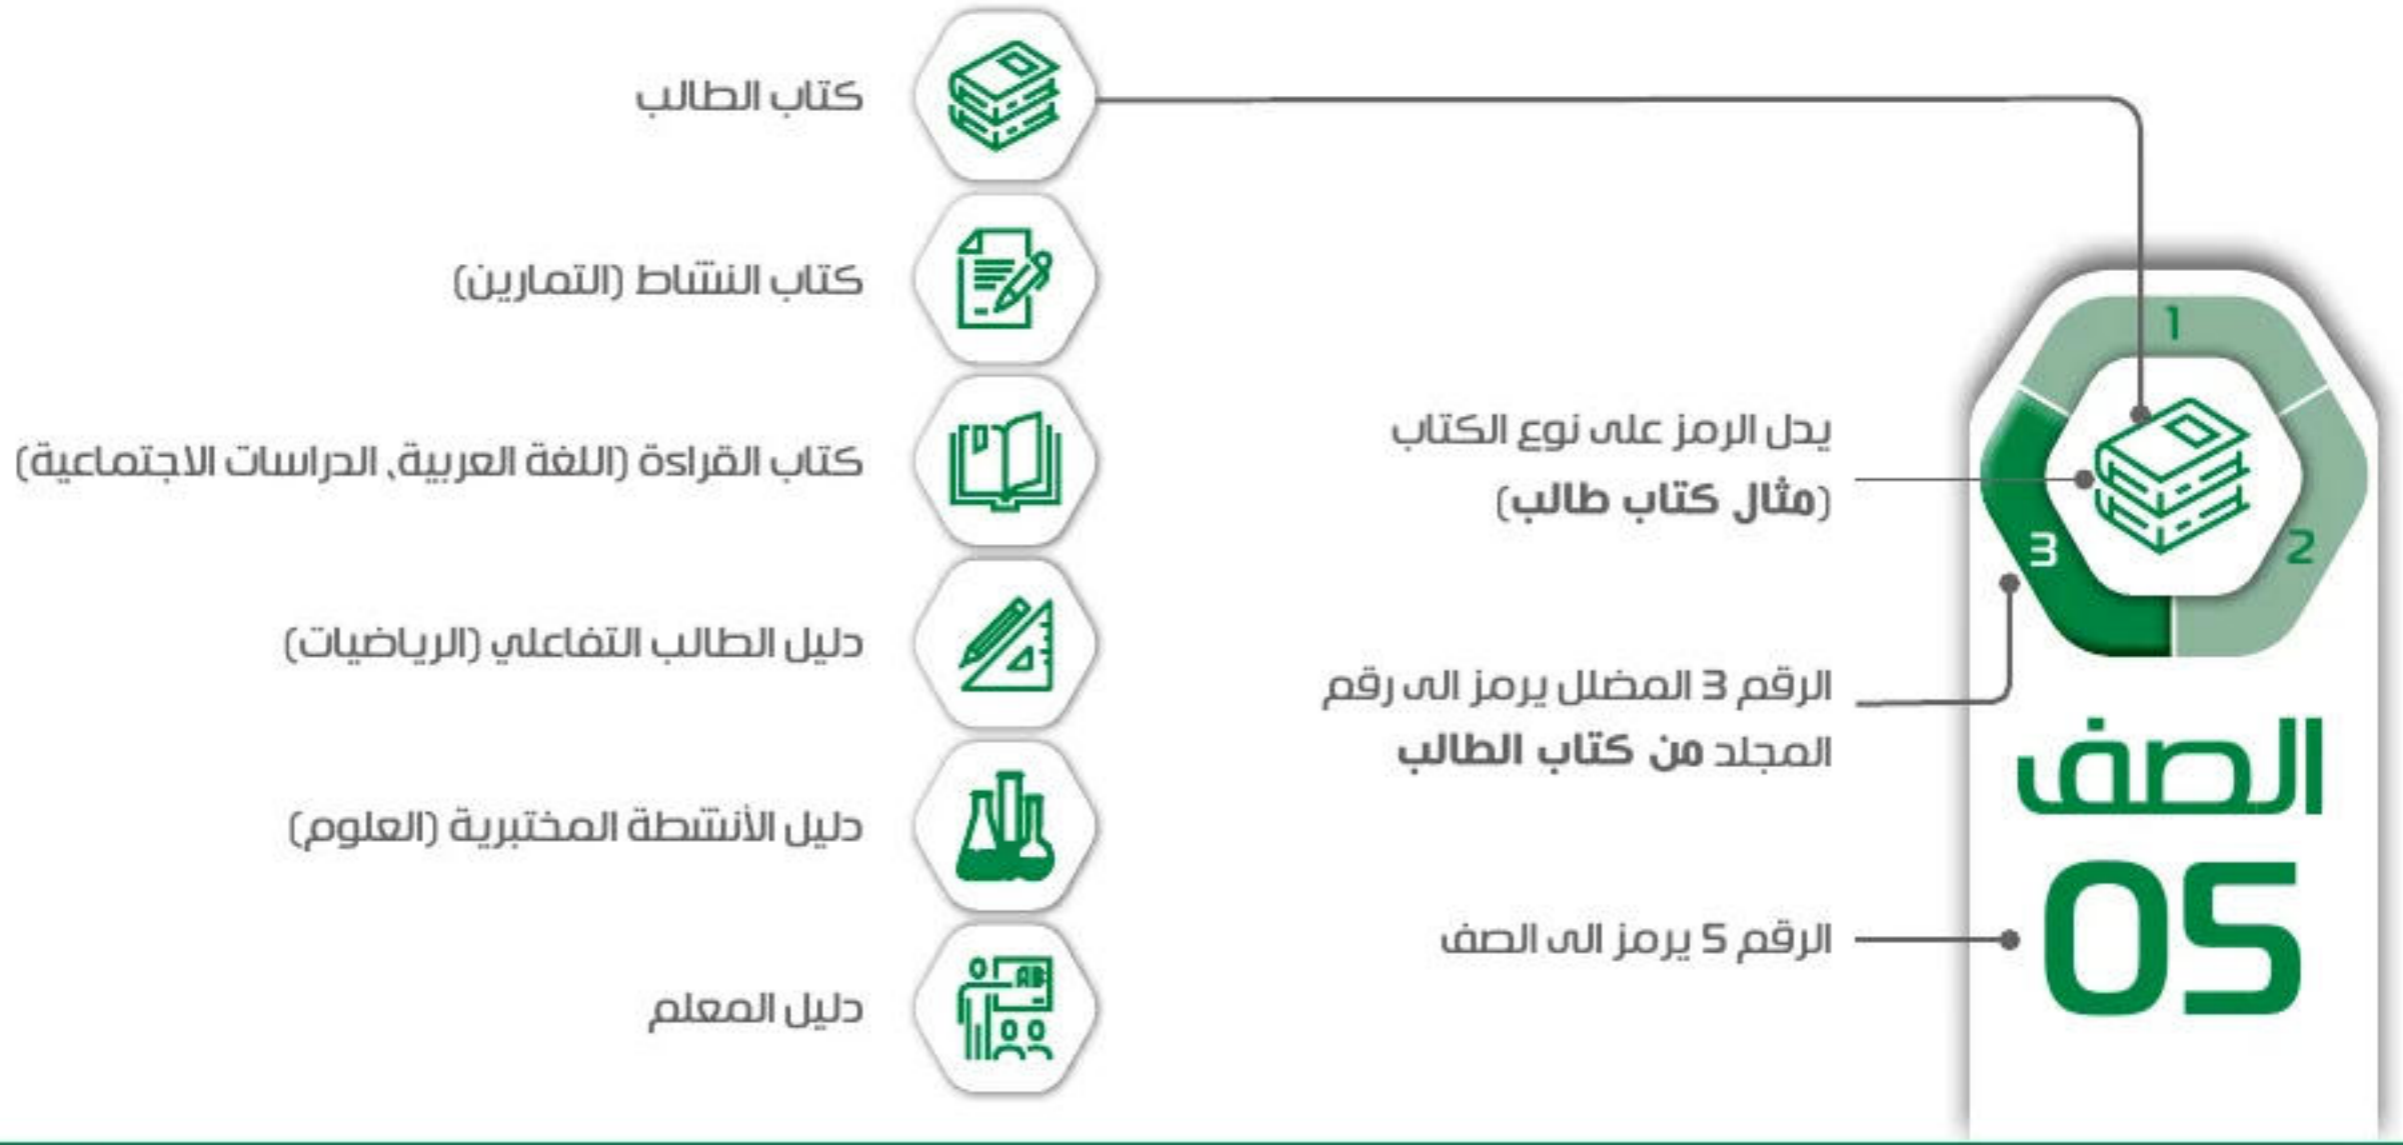 كتاب الطالب
كتاب النشاط (التمارين)
كتاب القراءة (اللغة العربية، الدراسات الاجتماعية)
دليل الطالب التفاعلي (الرياضيات)
دليل الأنشطة المختبرية (العلوم)
AB
دليل المعلم
1
2
3
يدل الرمز على نوع الكتاب
(مثال كتاب طالب)
الرقم 3 المضلل يرمز الى رقم
المجلد من كتاب الطالب
الصف
05
الرقم 5 يرمز الى الصف